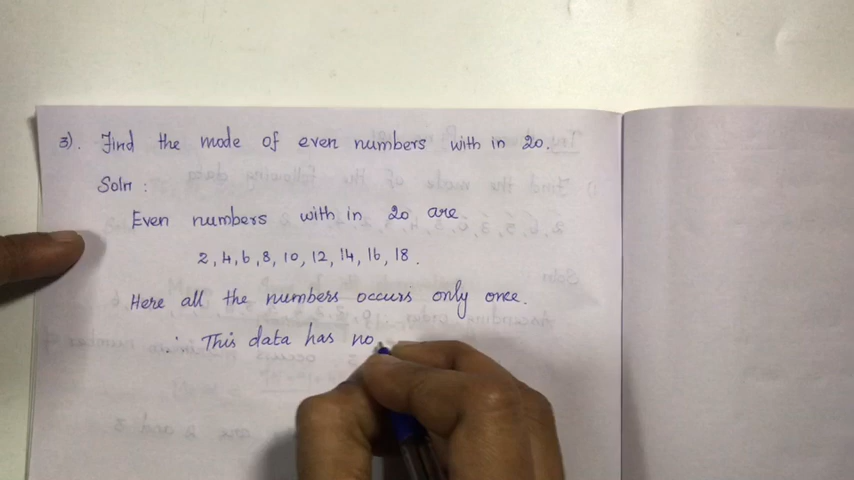 3). Find the mode of even numbers with in 20.
Soln :
Even numbers with in 20 are
2, 4, 6, 8, 10, 12, 14, 16, 18.
Here all the numbers occurs only once.
∴ This data has no